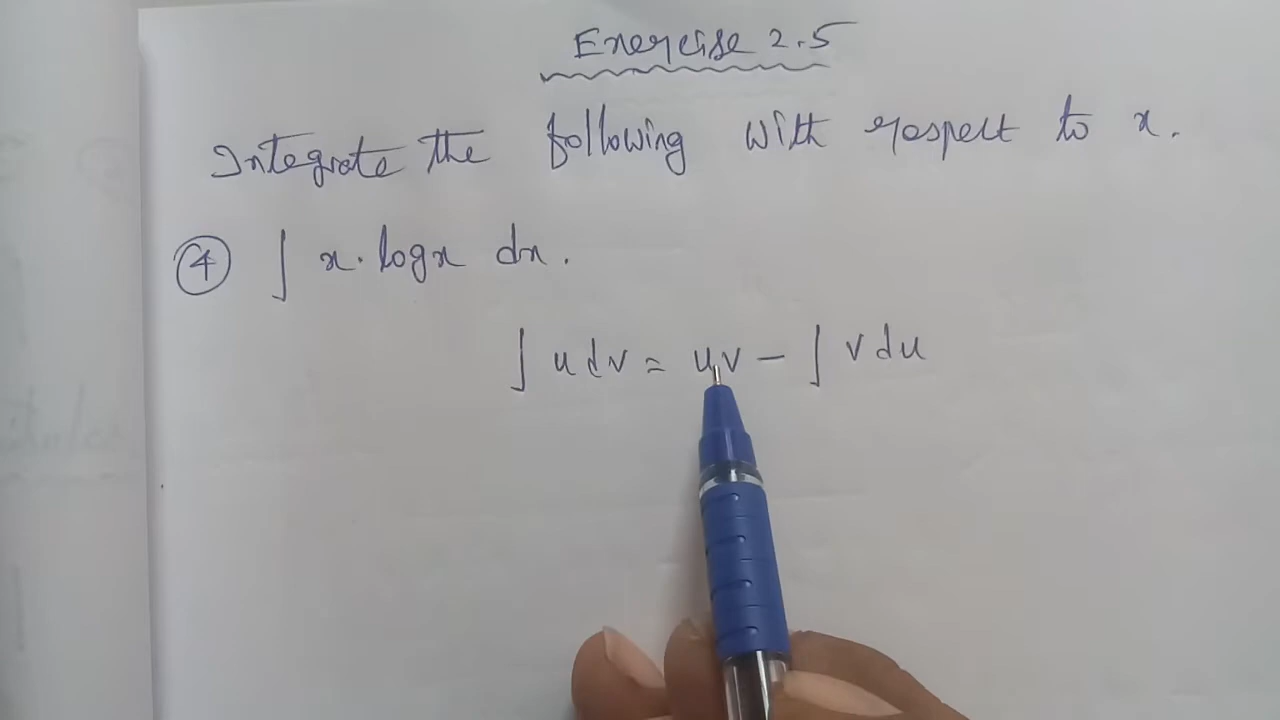 Exercise 2.5
Integrate the following with respect to x.
④ ∫ x. logx dx.
∫ u dv = uv - ∫ v du